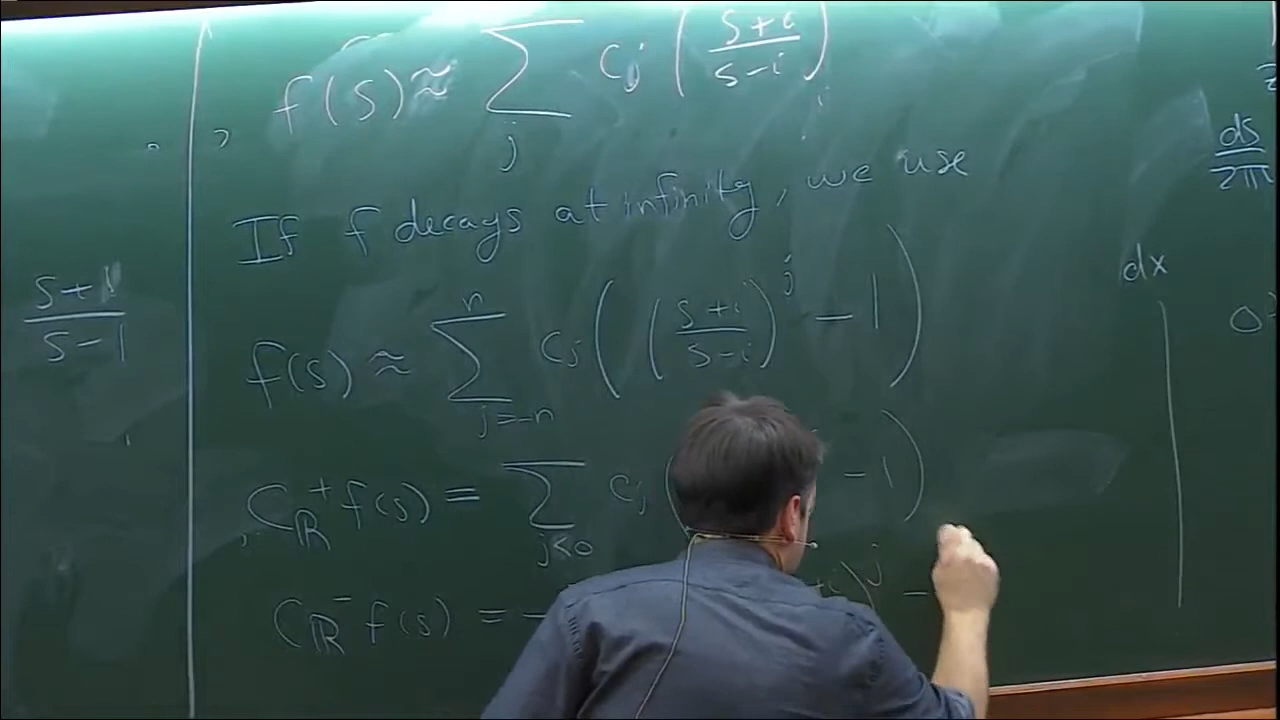 f(s) ≈ ∑_j c_j ((s+i)/(s-i))
If f decays at infinity, we use
f(s) ≈ ∑_{j=-n}^{n} c_j (((s+i)/(s-i))^j - 1)
C_ℝ^+ f(s) = ∑_{j<0} c_j ( - 1)
C_ℝ^- f(s) = - +i)^j -
s+1/s-1
ds/2πi
dx